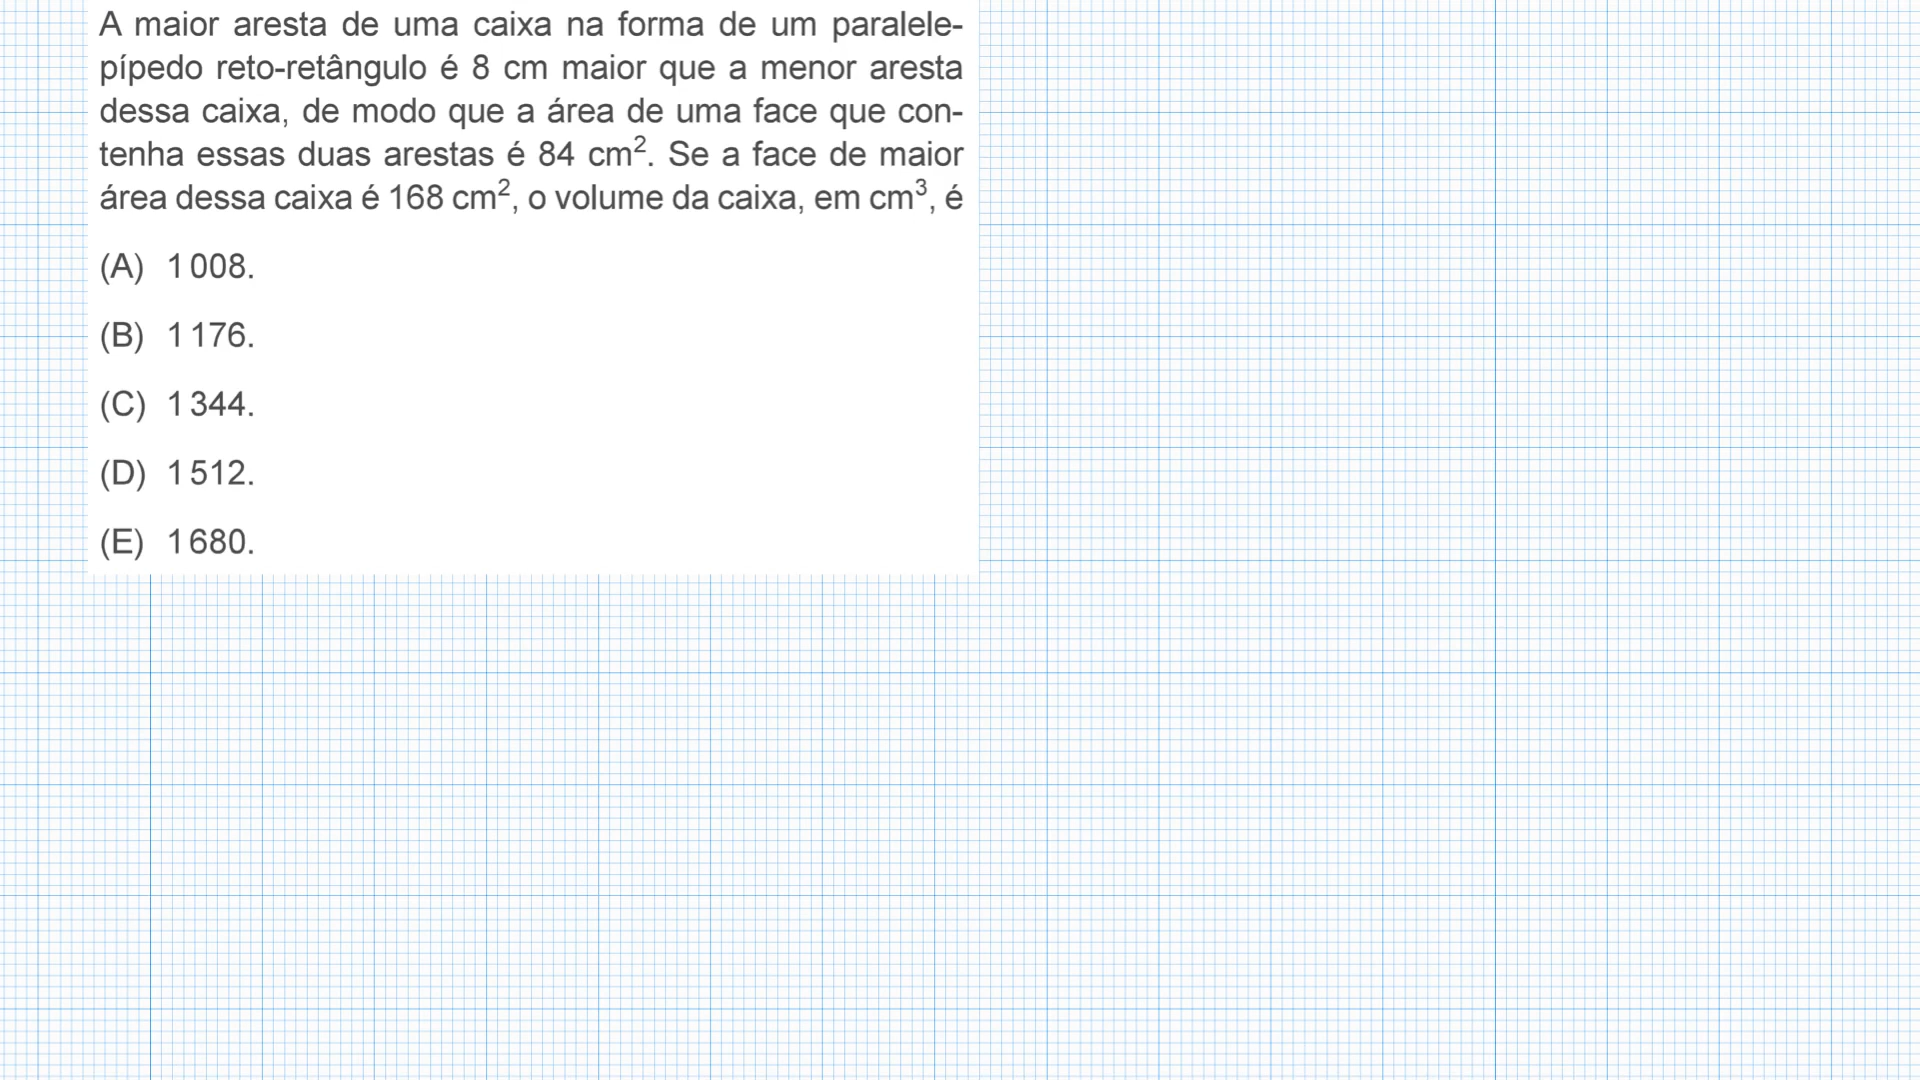 A maior aresta de uma caixa na forma de um paralele-
pípedo reto-retângulo é 8 cm maior que a menor aresta
dessa caixa, de modo que a área de uma face que con-
tenha essas duas arestas é 84 cm². Se a face de maior
área dessa caixa é 168 cm², o volume da caixa, em cm³, é
(A) 1 008.
(B) 1 176.
(C) 1 344.
(D) 1 512.
(E) 1 680.